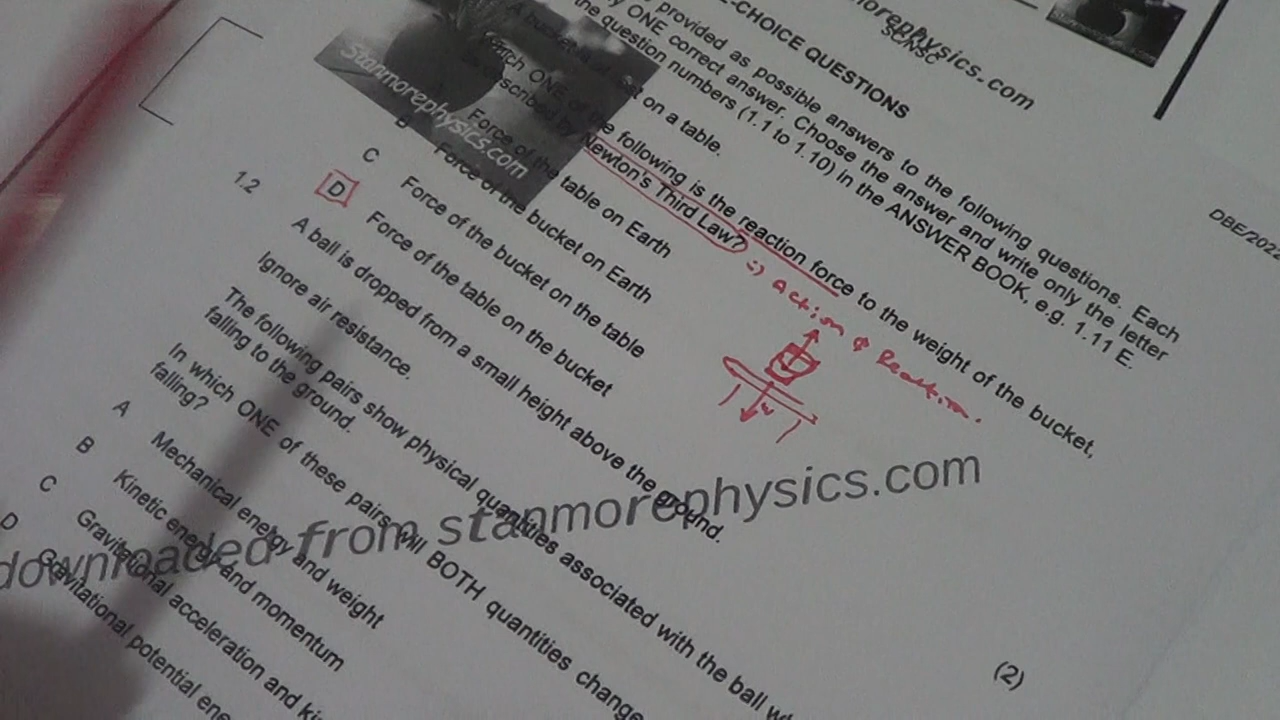 morephysics.com
SC/NSC
DBE/2022
E-CHOICE QUESTIONS
provided as possible answers to the following questions. Each
ONE correct answer. Choose the answer and write only the letter
the question numbers (1.1 to 1.10) in the ANSWER BOOK, e.g. 1.11 E.
on a table.
ONE of the following is the reaction force to the weight of the bucket,
described by Newton's Third Law?
:) Action & Reaction.
w
Force of the table on Earth
Force of the bucket on Earth
C Force of the bucket on the table
D Force of the table on the bucket
Stanmorephysics.com
1.2 A ball is dropped from a small height above the ground.
Ignore air resistance.
The following pairs show physical quantities associated with the ball
falling to the ground.
In which ONE of these pairs will BOTH quantities change
falling?
A Mechanical energy and weight
B Kinetic energy and momentum
C Gravitational acceleration and
D Gravitational potential
(2)
downloaded from stanmorephysics.com